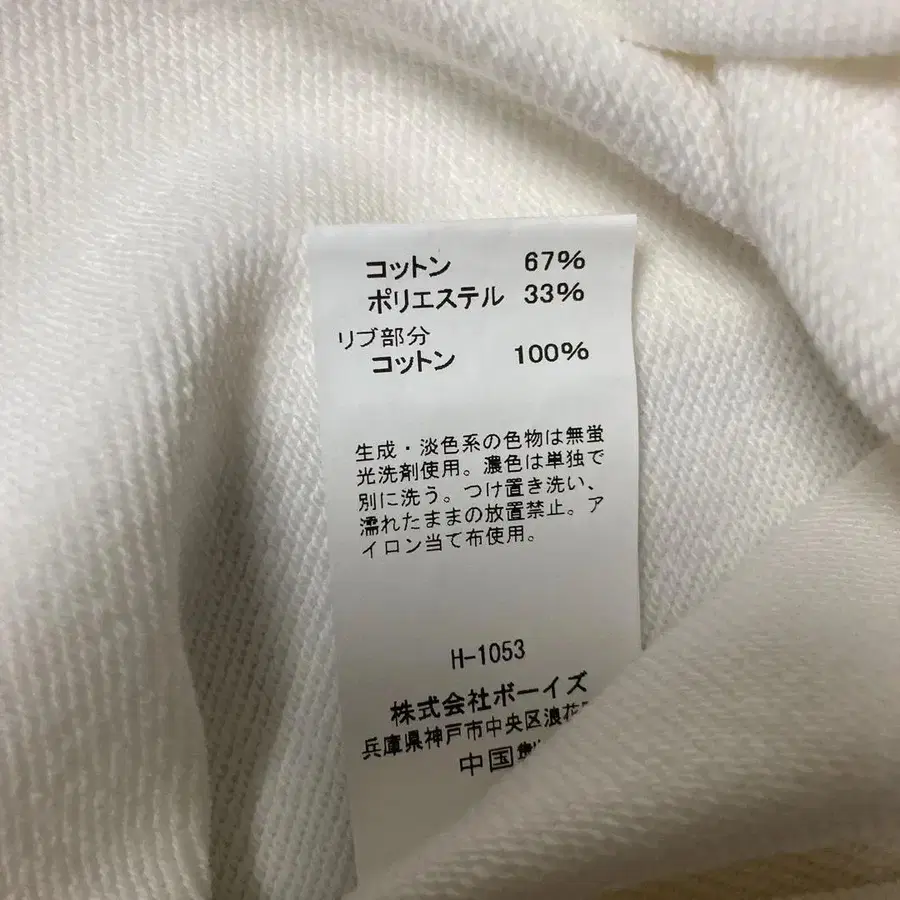 コットン 67%
ポリエステル 33%
リブ部分
コットン 100%
生成・淡色系の色物は無蛍
光洗剤使用。濃色は単独で
別に洗う。つけ置き洗い、
濡れたままの放置禁止。ア
イロン当て布使用。
H-1053
株式会社ボーイズ
兵庫県神戸市中央区浪花
中国